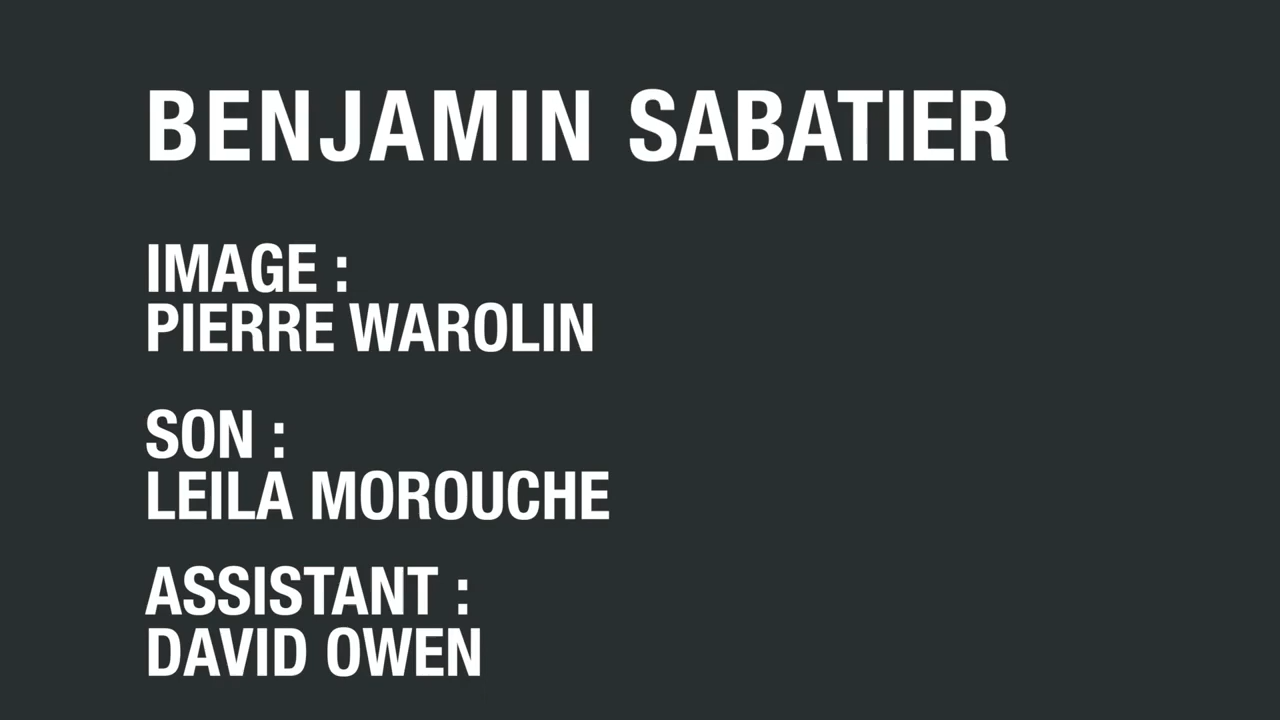 BENJAMIN SABATIER
IMAGE :
PIERRE WAROLIN
SON :
LEILA MOROUCHE
ASSISTANT :
DAVID OWEN